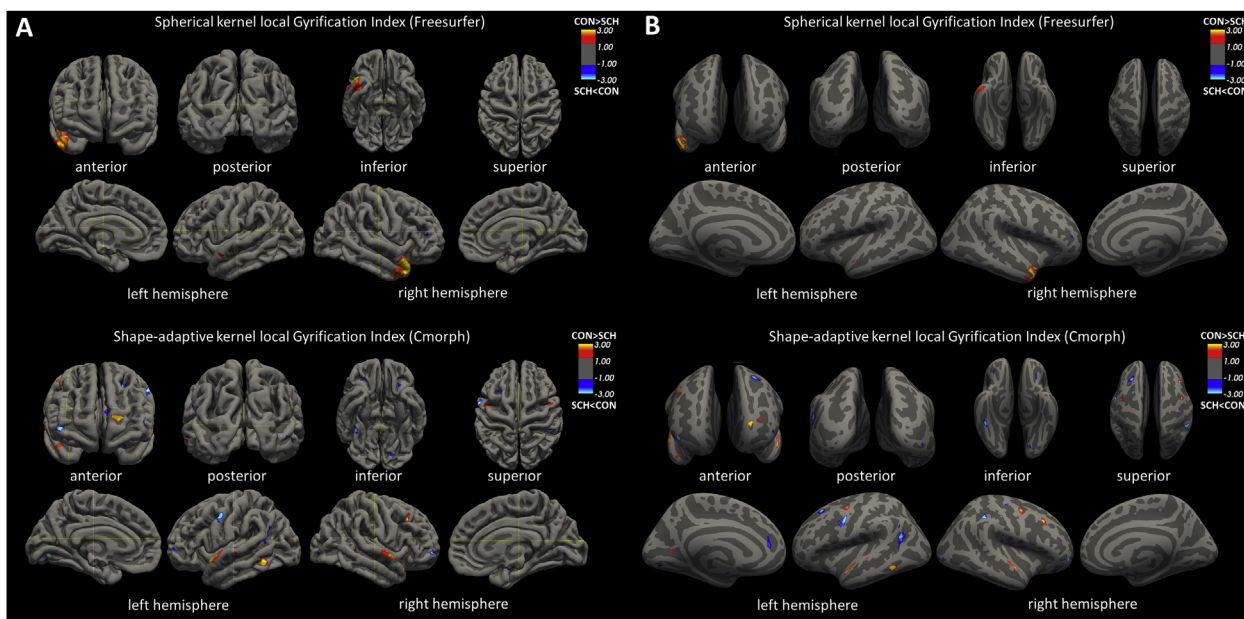 A
Spherical kernel local Gyrification Index (Freesurfer)
CON>SCH
3.00
1.00
-1.00
-3.00
SCH<CON
anterior posterior inferior superior
left hemisphere right hemisphere
Shape-adaptive kernel local Gyrification Index (Cmorph)
CON>SCH
3.00
1.00
-1.00
-3.00
SCH<CON
anterior posterior inferior superior
left hemisphere right hemisphere
B
Spherical kernel local Gyrification Index (Freesurfer)
CON>SCH
3.00
1.00
-1.00
-3.00
SCH<CON
anterior posterior inferior superior
left hemisphere right hemisphere
Shape-adaptive kernel local Gyrification Index (Cmorph)
CON>SCH
3.00
1.00
-1.00
-3.00
SCH<CON
anterior posterior inferior superior
left hemisphere right hemisphere